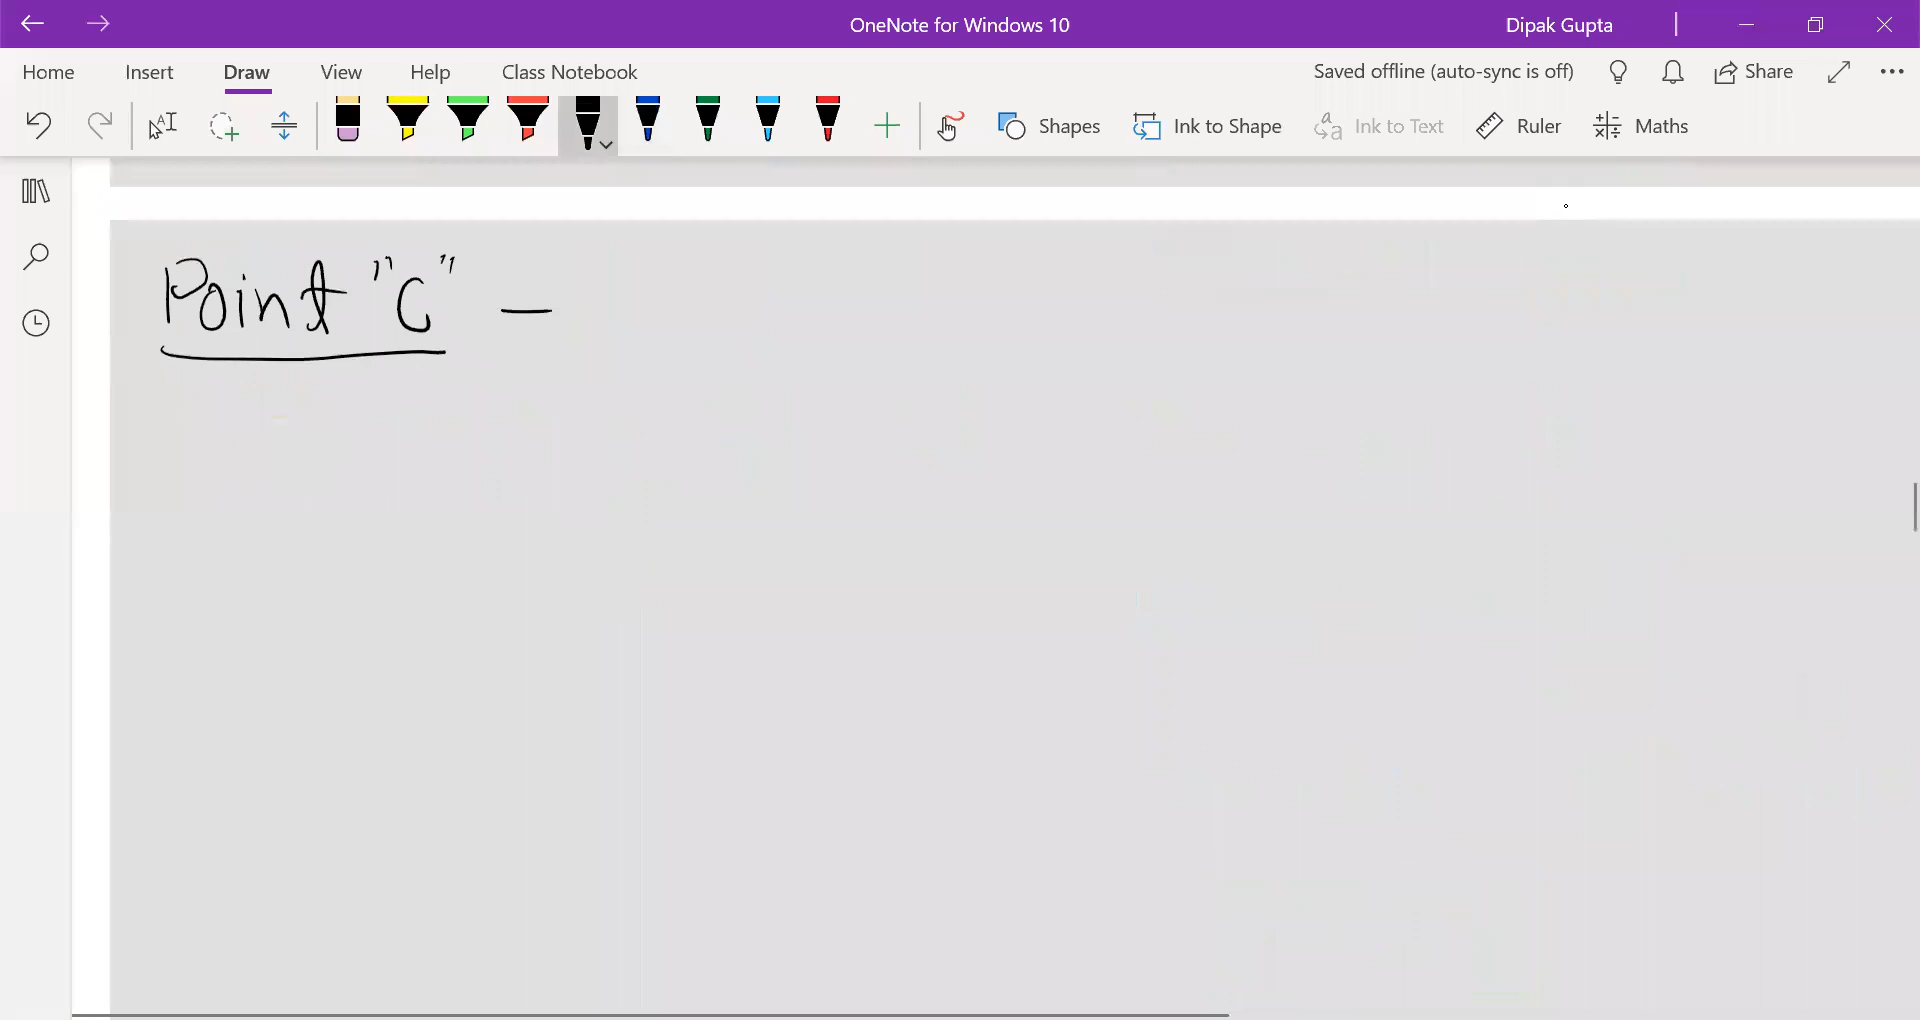 OneNote for Windows 10 Dipak Gupta
Home Insert Draw View Help Class Notebook Saved offline (auto-sync is off) Share
Shapes Ink to Shape Ink to Text Ruler Maths
Point "C" —